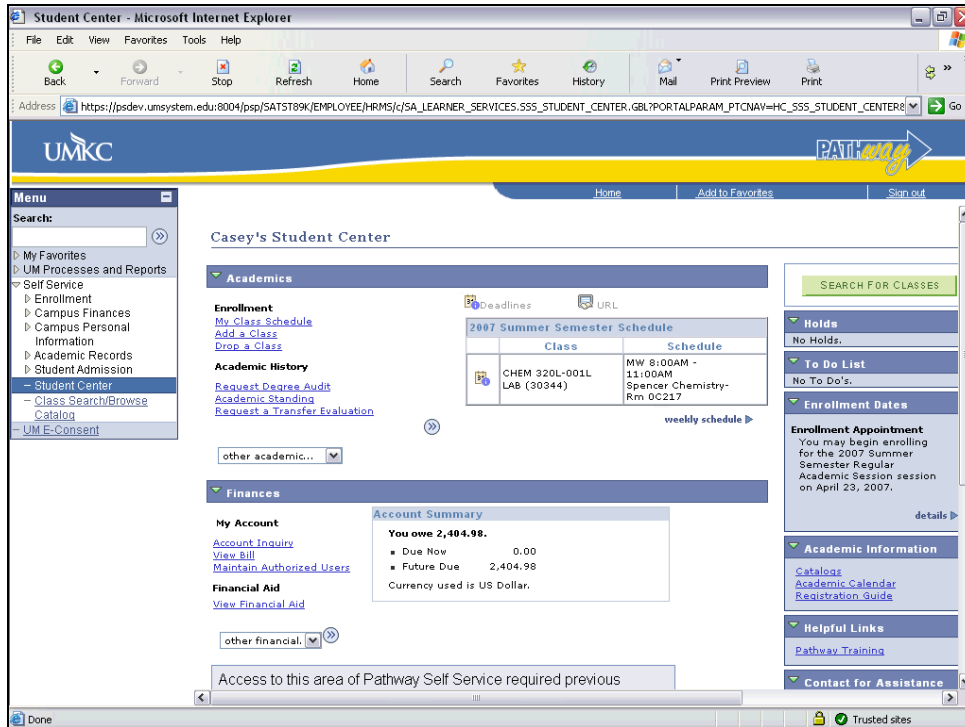 Student Center - Microsoft Internet Explorer
File Edit View Favorites Tools Help
Back Forward Stop Refresh Home Search Favorites History Mail Print Preview Print
Address https://psdev.umsystem.edu:8004/psp/SATST89K/EMPLOYEE/HRMS/c/SA_LEARNER_SERVICES.SSS_STUDENT_CENTER.GBL?PORTALPARAM_PTCNAV=HC_SSS_STUDENT_CENTER& Go
UMKC
PATHway
Home Add to Favorites Sign out
Menu
Search:
My Favorites
UM Processes and Reports
Self Service
Enrollment
Campus Finances
Campus Personal
Information
Academic Records
Student Admission
– Student Center
– Class Search/Browse
Catalog
– UM E-Consent
Casey's Student Center
Academics
Enrollment
My Class Schedule
Add a Class
Drop a Class
Academic History
Request Degree Audit
Academic Standing
Request a Transfer Evaluation
other academic...
Deadlines URL
2007 Summer Semester Schedule
Class Schedule
CHEM 320L-001L
LAB (30344)
MW 8:00AM -
11:00AM
Spencer Chemistry-
Rm 0C217
weekly schedule
Finances
My Account
Account Inquiry
View Bill
Maintain Authorized Users
Financial Aid
View Financial Aid
other financial.
Account Summary
You owe 2,404.98.
Due Now 0.00
Future Due 2,404.98
Currency used is US Dollar.
Access to this area of Pathway Self Service required previous
SEARCH FOR CLASSES
Holds
No Holds.
To Do List
No To Do's.
Enrollment Dates
Enrollment Appointment
You may begin enrolling
for the 2007 Summer
Semester Regular
Academic Session session
on April 23, 2007.
details
Academic Information
Catalogs
Academic Calendar
Registration Guide
Helpful Links
Pathway Training
Contact for Assistance
Done Trusted sites